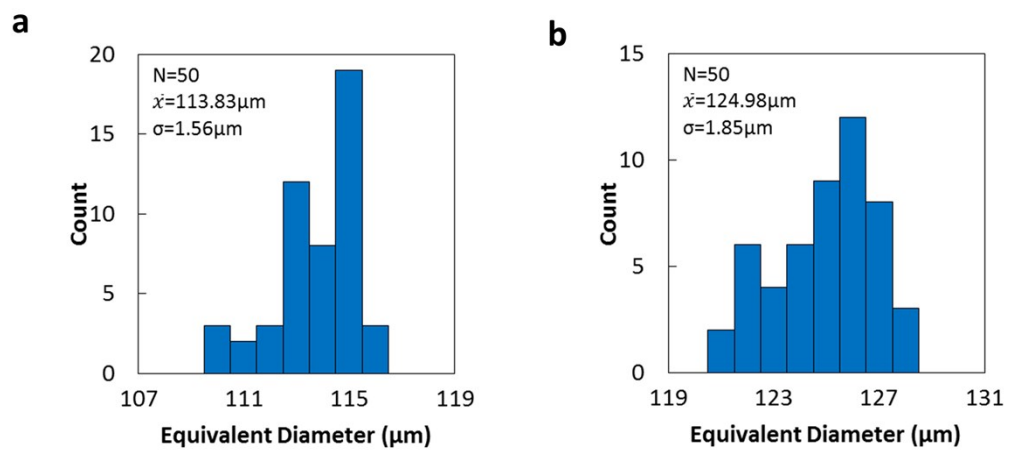 a
20
15
10
5
0
Count
N=50
ẋ=113.83μm
σ=1.56μm
107 111 115 119
Equivalent Diameter (μm)
b
15
10
5
0
Count
N=50
ẋ=124.98μm
σ=1.85μm
119 123 127 131
Equivalent Diameter (μm)